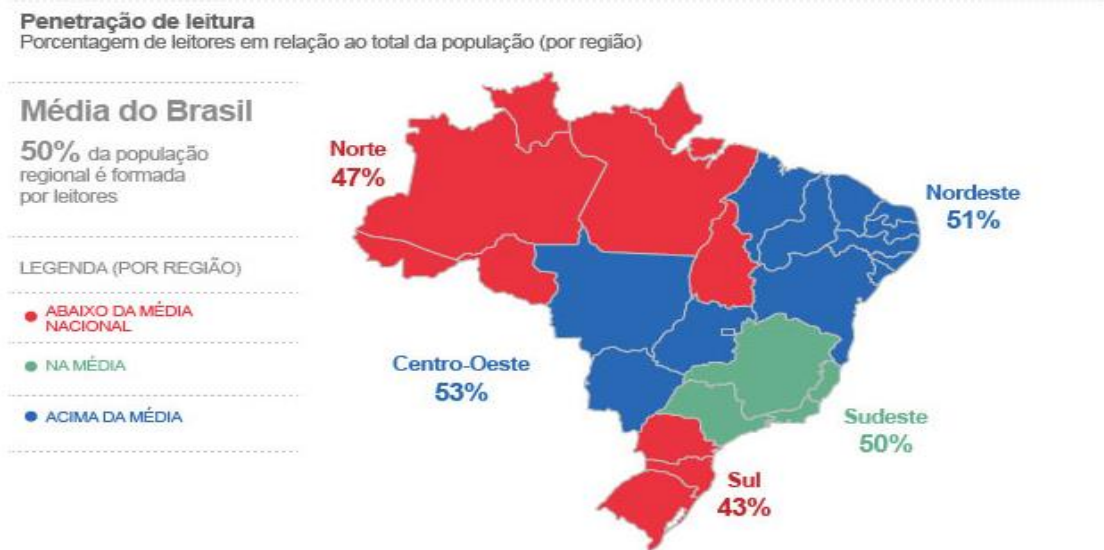 Penetração de leitura
Porcentagem de leitores em relação ao total da população (por região)
Média do Brasil
50% da população
regional é formada
por leitores
LEGENDA (POR REGIÃO)
ABAIXO DA MÉDIA
NACIONAL
NA MÉDIA
ACIMA DA MÉDIA
Norte
47%
Nordeste
51%
Centro-Oeste
53%
Sudeste
50%
Sul
43%